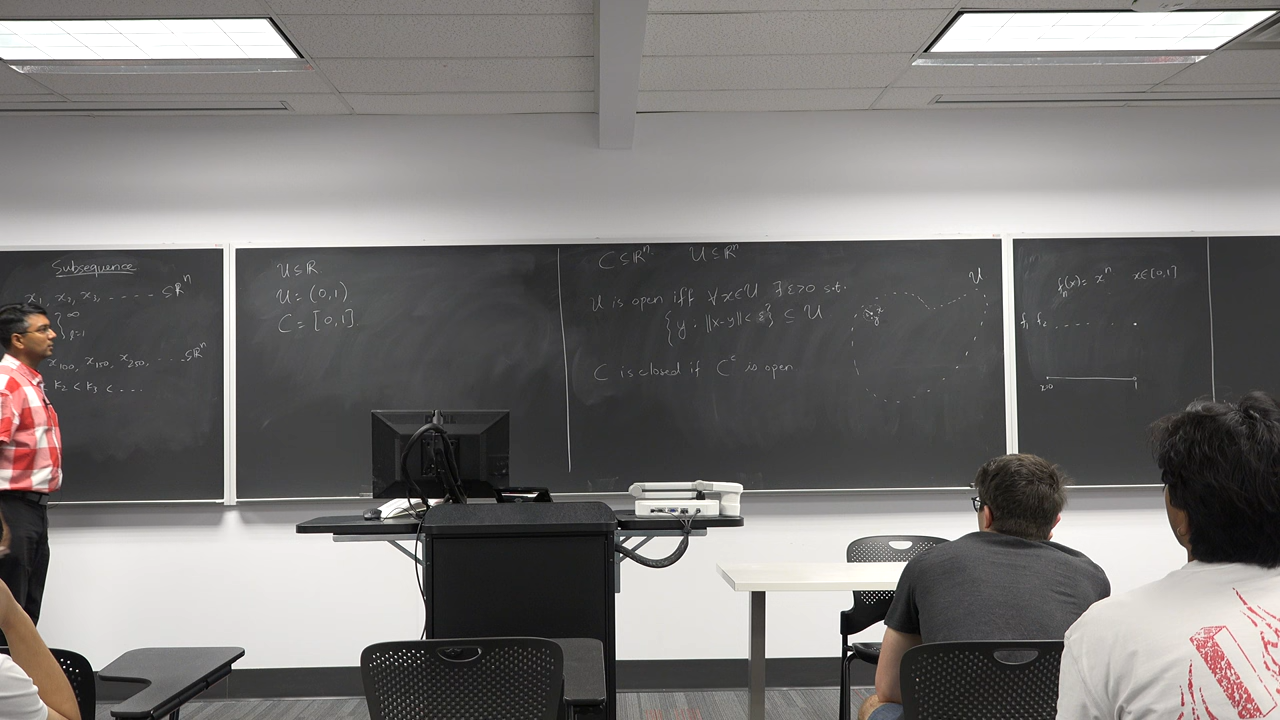 Subsequence
x₁, x₂, x₃, ..... ⊆ ℝⁿ
}^∞
x₁₀₀, x₁₅₀, x₂₅₀, ... ⊆ ℝⁿ
k₂ < k₃ < ...
U ⊆ ℝ
U = (0,1)
C = [0,1]
C ⊆ ℝⁿ U ⊆ ℝⁿ
U is open iff ∀ x ∈ U ∃ ε>0 s.t.
{y : ||x-y|| < ε} ⊆ U
C is closed if Cᶜ is open
U
x
y
fₙ(x) = xⁿ x∈[0,1]
f₁ f₂ ....
1